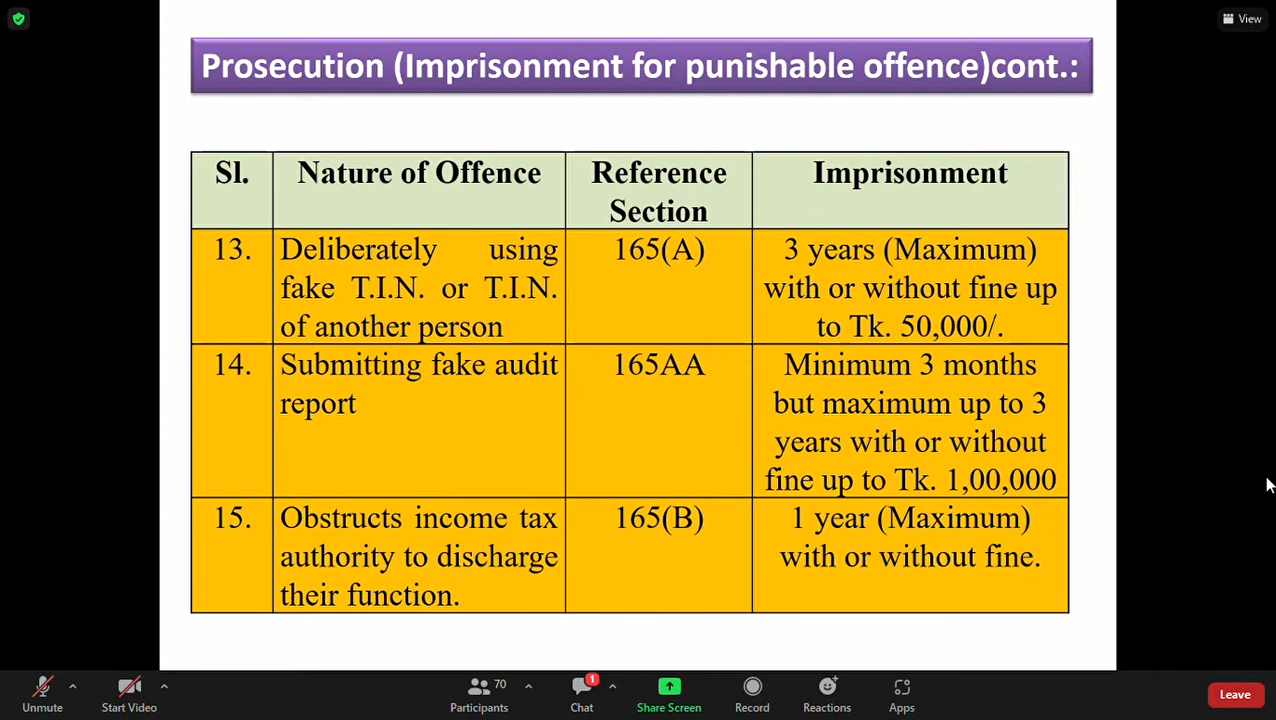 View
Prosecution (Imprisonment for punishable offence)cont.:
Sl.
Nature of Offence
Reference
Section
Imprisonment
13.
Deliberately using
fake T.I.N. or T.I.N.
of another person
165(A)
3 years (Maximum)
with or without fine up
to Tk. 50,000/.
14.
Submitting fake audit
report
165AA
Minimum 3 months
but maximum up to 3
years with or without
fine up to Tk. 1,00,000
15.
Obstructs income tax
authority to discharge
their function.
165(B)
1 year (Maximum)
with or without fine.
Unmute
Start Video
70
Participants
1
Chat
Share Screen
Record
Reactions
Apps
Leave